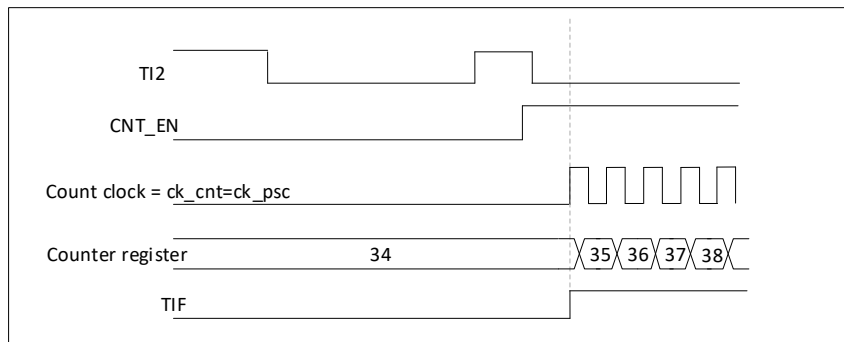 TI2
CNT_EN
Count clock = ck_cnt=ck_psc
Counter register 34 35 36 37 38
TIF